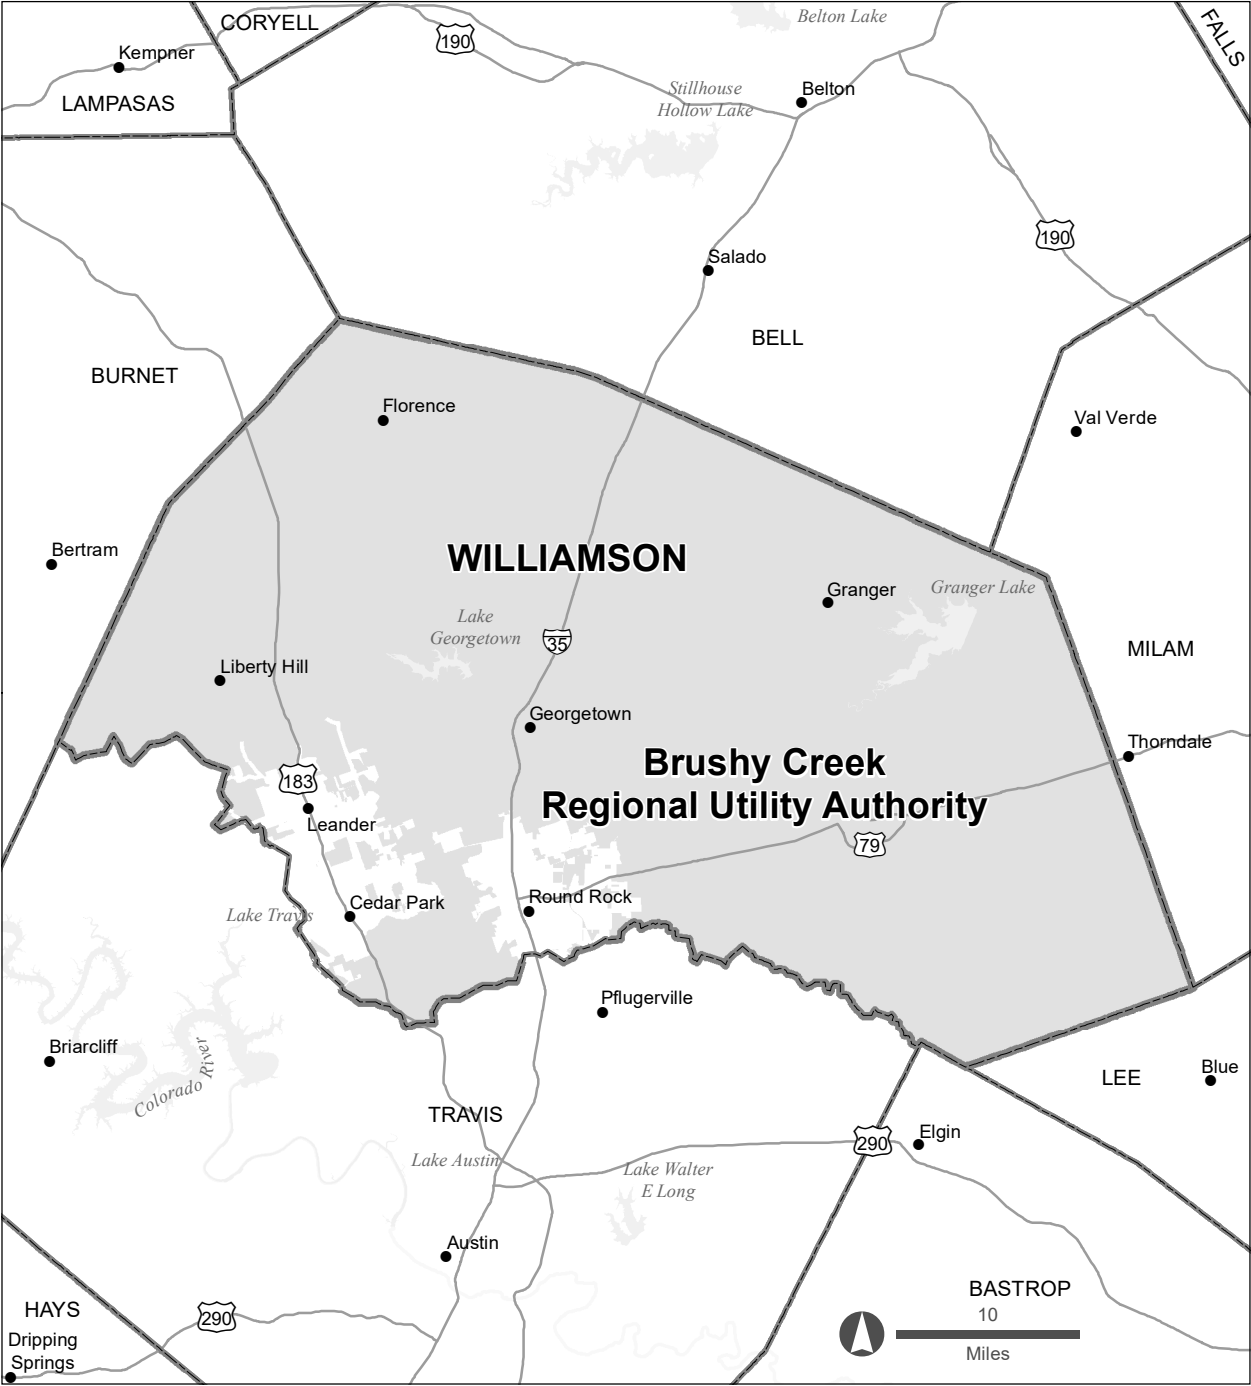 CORYELL
Belton Lake
FALLS
190
Kempner
LAMPASAS
Stillhouse
Hollow Lake
Belton
190
Salado
BELL
BURNET
Florence
Val Verde
Bertram
WILLIAMSON
Granger
Granger Lake
Lake
Georgetown
35
MILAM
Liberty Hill
Georgetown
Thorndale
Brushy Creek
Regional Utility Authority
183
Leander
79
Cedar Park
Round Rock
Lake Travis
Pflugerville
Briarcliff
Colorado River
LEE
Blue
TRAVIS
290
Elgin
Lake Austin
Lake Walter
E Long
Austin
BASTROP
HAYS
290
10
Miles
Dripping
Springs